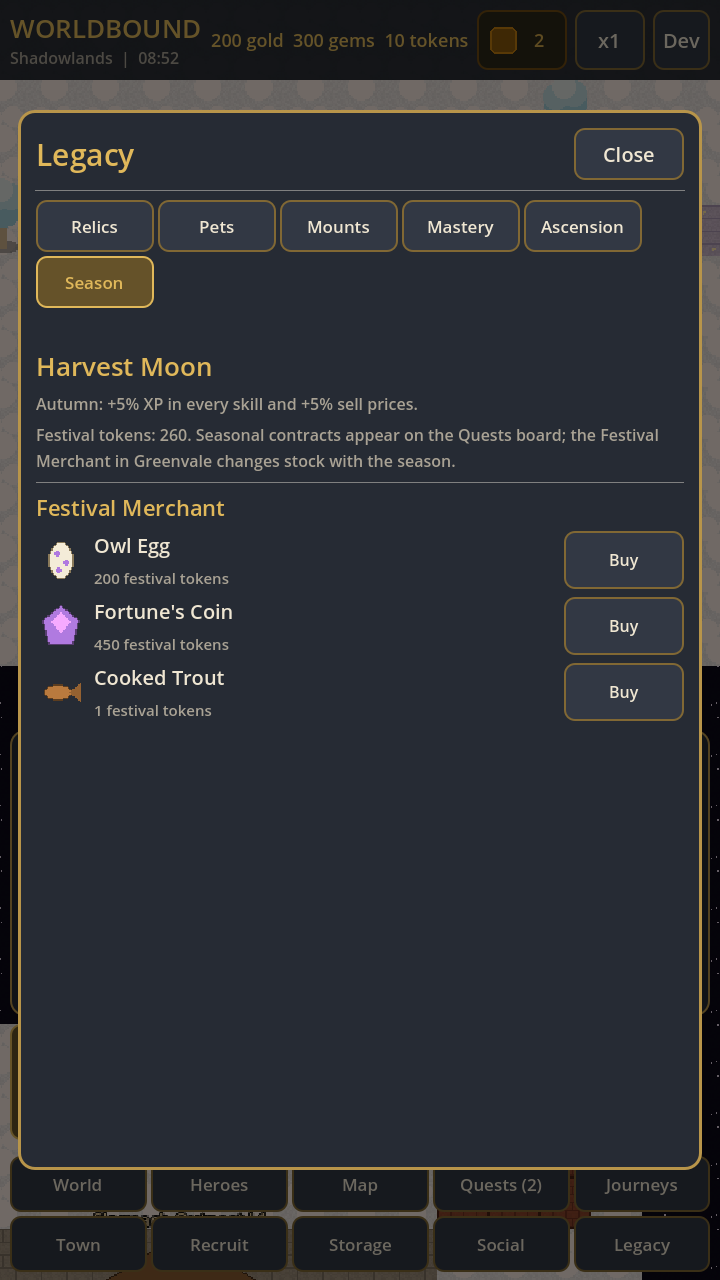 WORLDBOUND
Shadowlands | 08:52
200 gold 300 gems 10 tokens
2
x1
Dev
Legacy
Close
Relics
Pets
Mounts
Mastery
Ascension
Season
Harvest Moon
Autumn: +5% XP in every skill and +5% sell prices.
Festival tokens: 260. Seasonal contracts appear on the Quests board; the Festival
Merchant in Greenvale changes stock with the season.
Festival Merchant
Owl Egg
200 festival tokens
Buy
Fortune's Coin
450 festival tokens
Buy
Cooked Trout
1 festival tokens
Buy
World
Heroes
Map
Quests (2)
Journeys
Town
Recruit
Storage
Social
Legacy